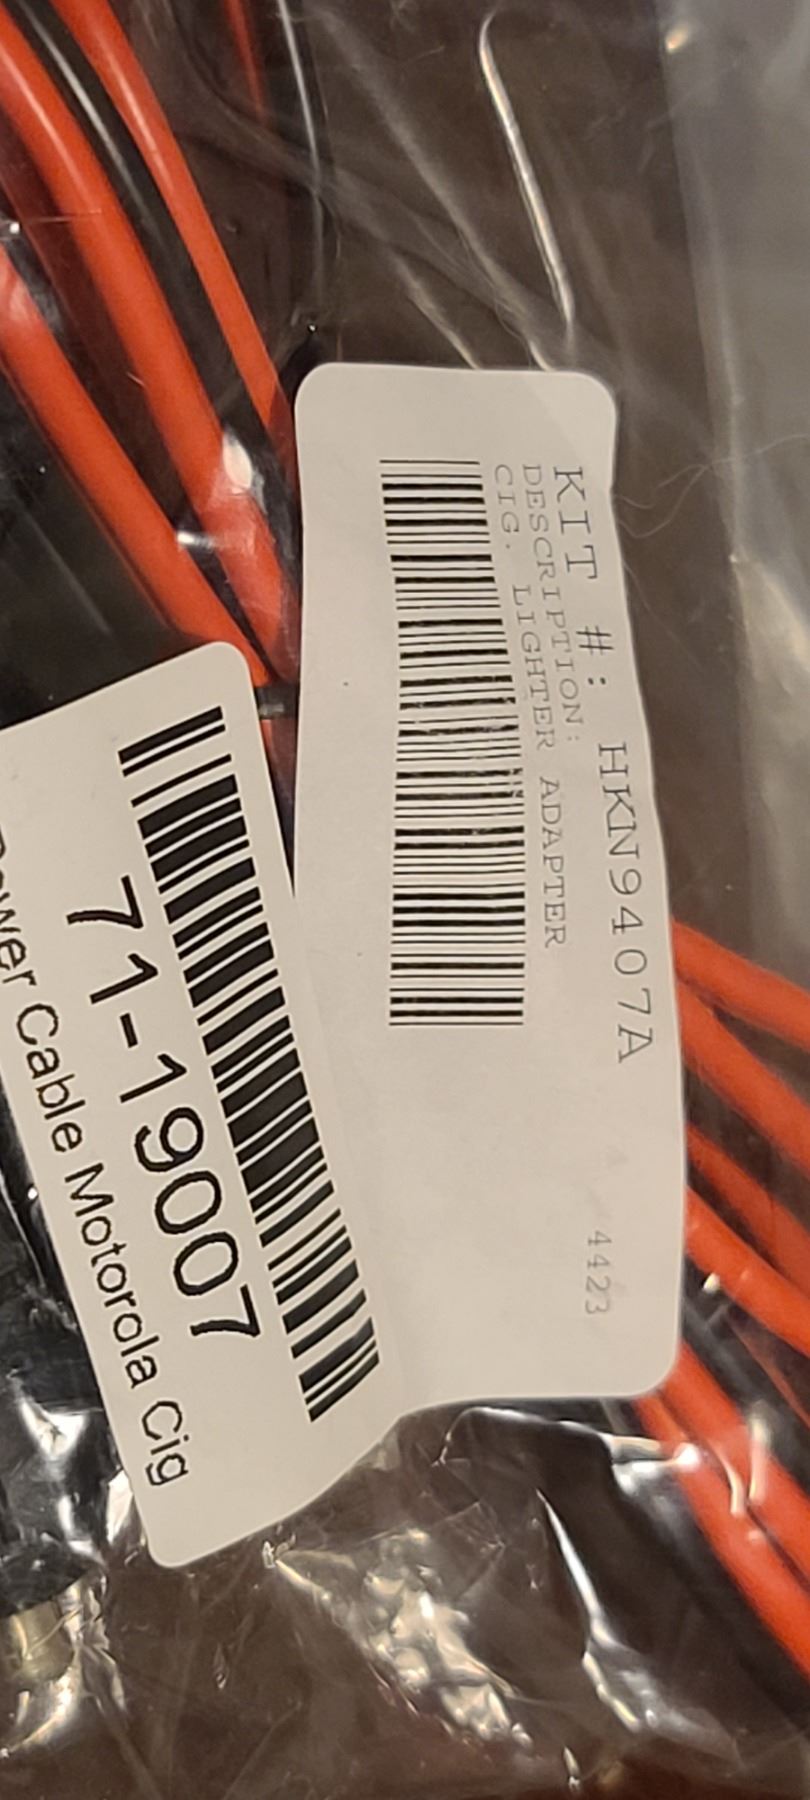 KIT #: HKN9407A
DESCRIPTION:
CIG. LIGHTER ADAPTER
4423
71-19007
Cable Motorola Cig